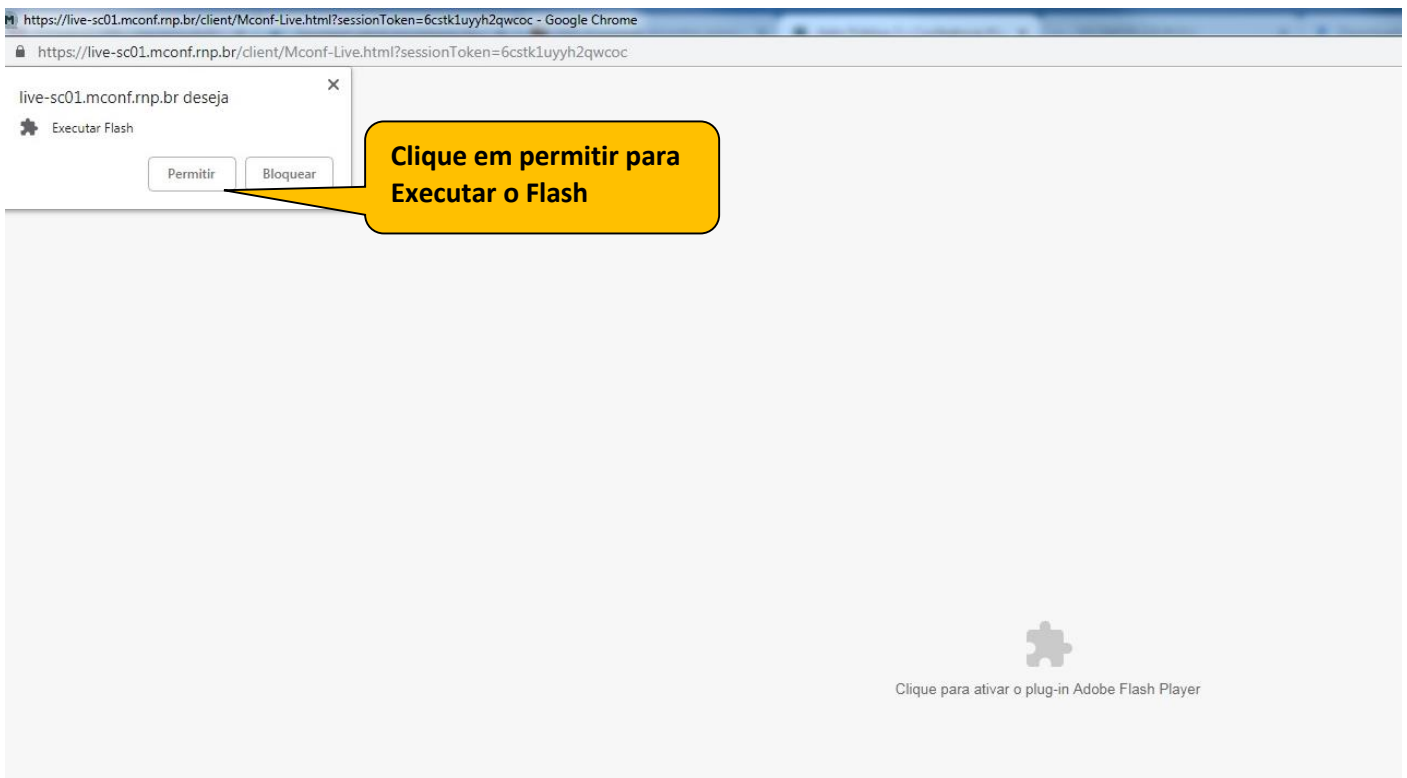 https://live-sc01.mconf.rnp.br/client/Mconf-Live.html?sessionToken=6cstk1uyyh2qwcoc - Google Chrome
https://live-sc01.mconf.rnp.br/client/Mconf-Live.html?sessionToken=6cstk1uyyh2qwcoc
live-sc01.mconf.rnp.br deseja
Executar Flash
Permitir
Bloquear
Clique em permitir para
Executar o Flash
Clique para ativar o plug-in Adobe Flash Player